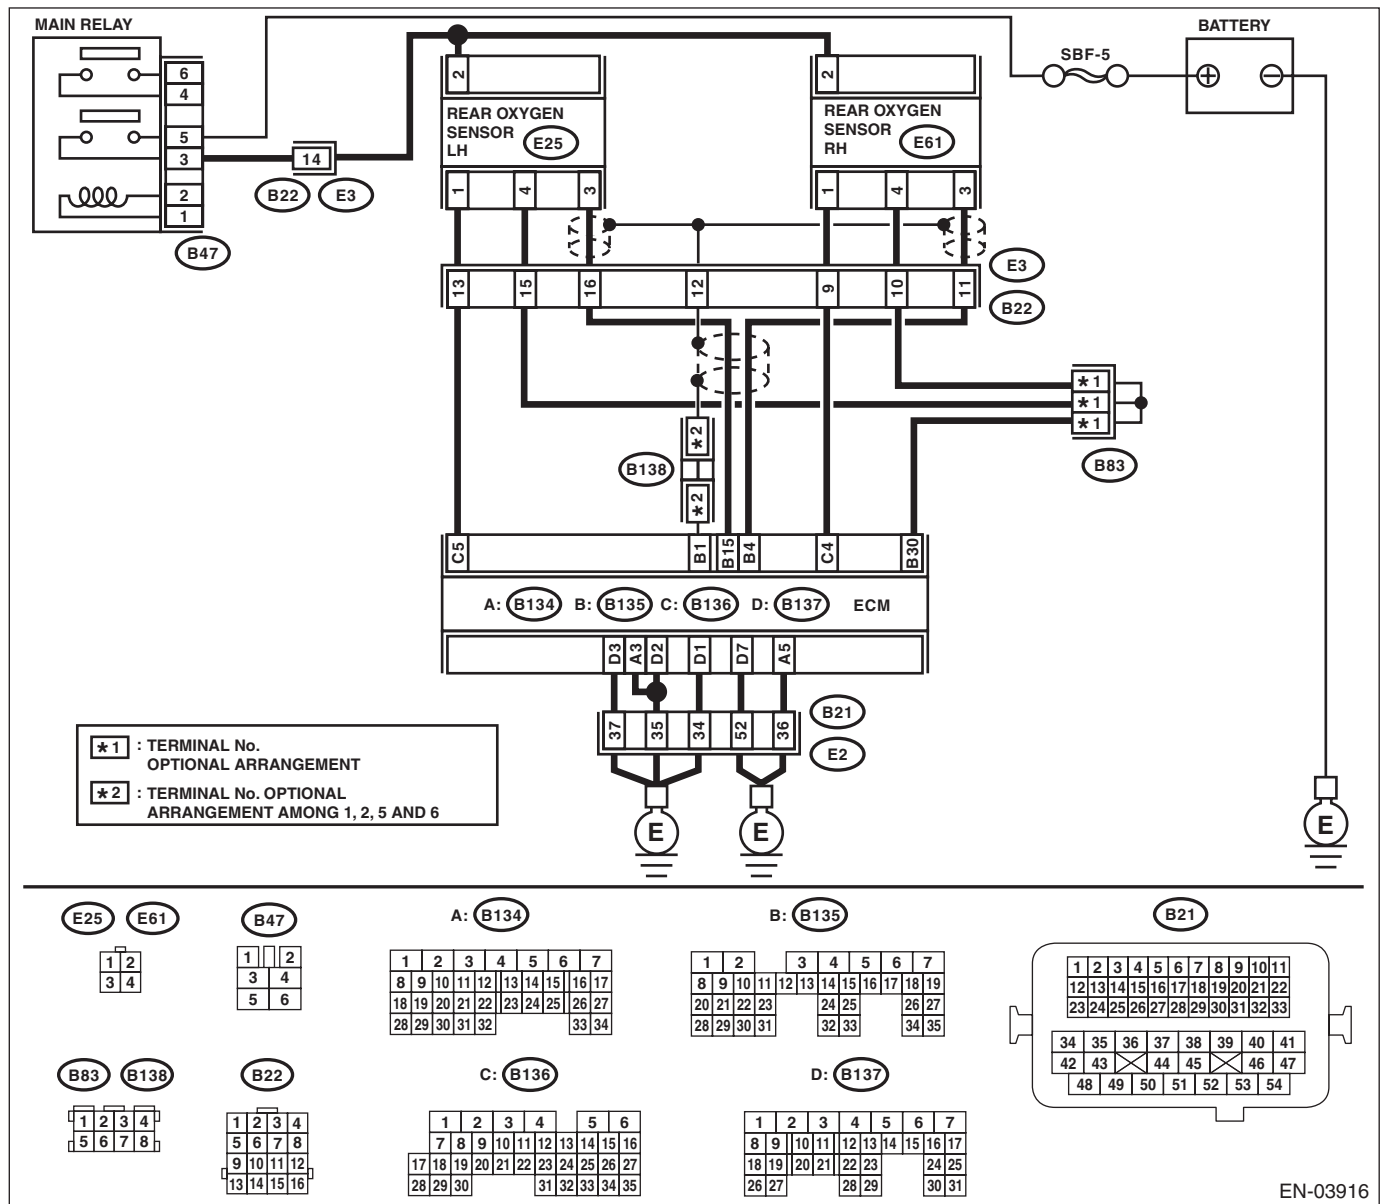 MAIN RELAY
BATTERY
SBF-5
6
4
5
3
2
1
B47
14
B22 E3
2
REAR OXYGEN
SENSOR
LH
E25
1 4 3
2
REAR OXYGEN
SENSOR
RH
E61
1 4 3
E3
13 15 16 12 9 10 11
B22
*1
*1
*1
B83
*2
B138
*2
C5 B1 B15 B4 C4 B30
A: B134 B: B135 C: B136 D: B137 ECM
D3 A3 D2 D1 D7 A5
B21
37 35 34 52 36
E2
E E E
*1 : TERMINAL No.
OPTIONAL ARRANGEMENT
*2 : TERMINAL No. OPTIONAL
ARRANGEMENT AMONG 1, 2, 5 AND 6
E25 E61
1 2
3 4
B47
1 2
3 4
5 6
A: B134
1 2 3 4 5 6 7
8 9 10 11 12 13 14 15 16 17
18 19 20 21 22 23 24 25 26 27
28 29 30 31 32 33 34
B: B135
1 2 3 4 5 6 7
8 9 10 11 12 13 14 15 16 17 18 19
20 21 22 23 24 25 26 27
28 29 30 31 32 33 34 35
B21
1 2 3 4 5 6 7 8 9 10 11
12 13 14 15 16 17 18 19 20 21 22
23 24 25 26 27 28 29 30 31 32 33
34 35 36 37 38 39 40 41
42 43 44 45 46 47
48 49 50 51 52 53 54
B83 B138
1 2 3 4
5 6 7 8
B22
1 2 3 4
5 6 7 8
9 10 11 12
13 14 15 16
C: B136
1 2 3 4 5 6
7 8 9 10 11 12 13 14 15 16
17 18 19 20 21 22 23 24 25 26 27
28 29 30 31 32 33 34 35
D: B137
1 2 3 4 5 6 7
8 9 10 11 12 13 14 15 16 17
18 19 20 21 22 23 24 25
26 27 28 29 30 31
EN-03916